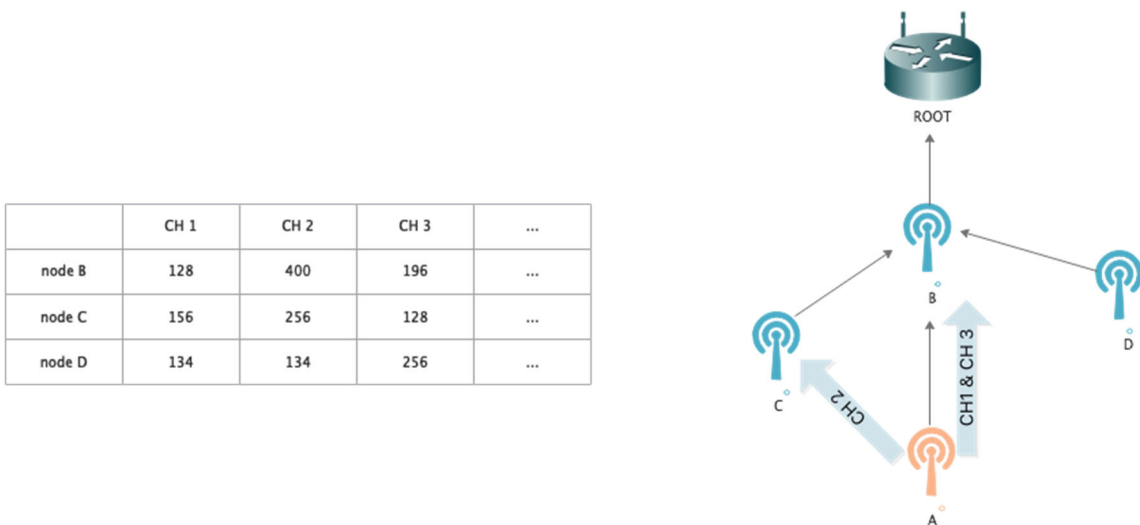 CH 1 CH 2 CH 3 ...
node B 128 400 196 ...
node C 156 256 128 ...
node D 134 134 256 ...
ROOT
B
D
C
CH 2
CH1 & CH 3
A